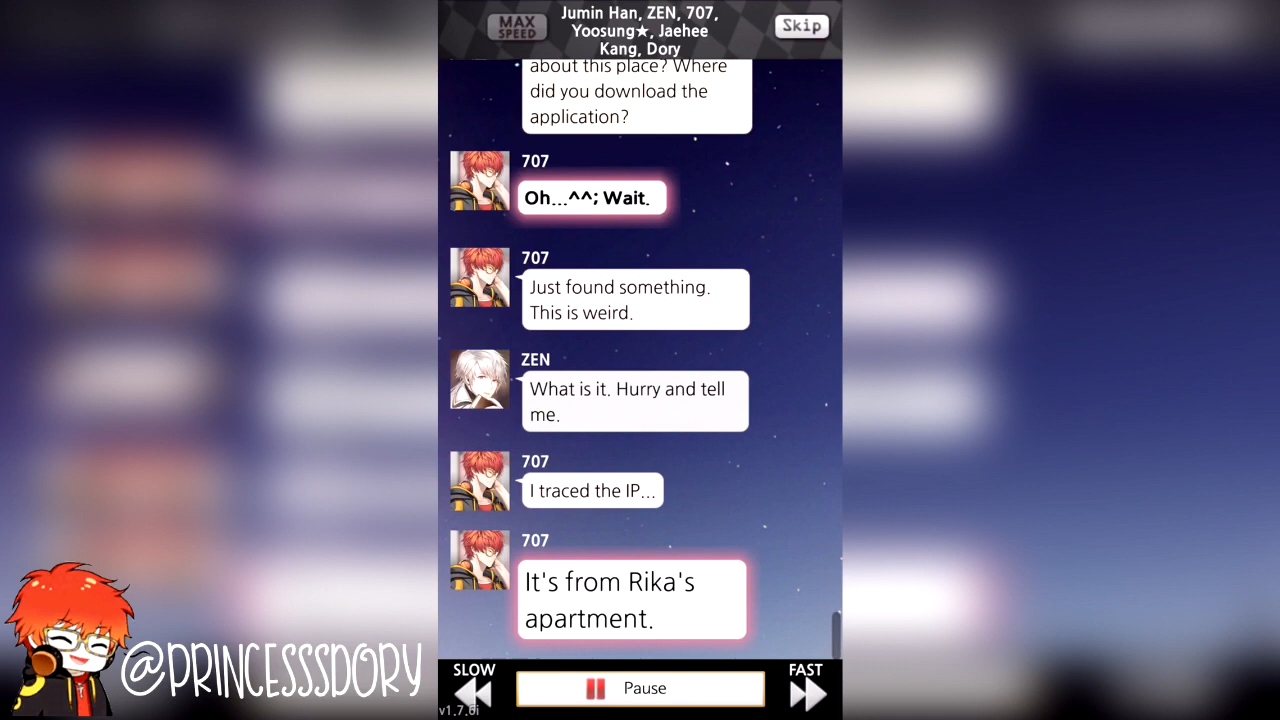 MAX
SPEED
Jumin Han, ZEN, 707,
Yoosung★, Jaehee
Kang, Dory
Skip
about this place? Where
did you download the
application?
707
Oh...^^; Wait.
707
Just found something.
This is weird.
ZEN
What is it. Hurry and tell
me.
707
I traced the IP...
707
It's from Rika's
apartment.
SLOW
Pause
FAST
@PRINCESSSDORY